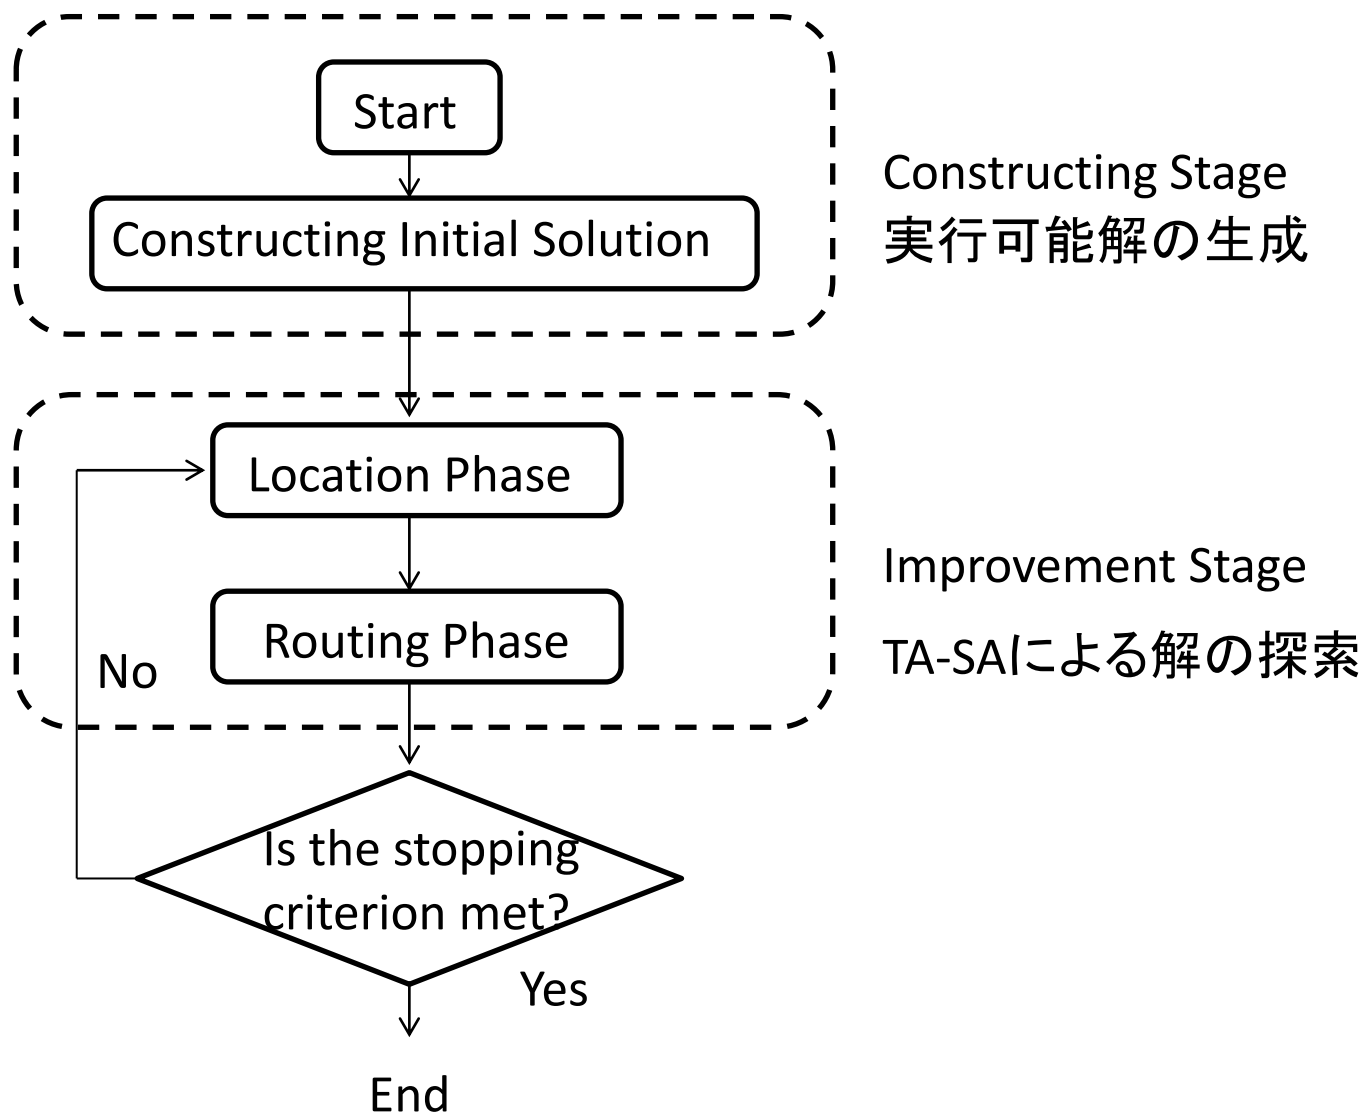 Start
Constructing Initial Solution
Constructing Stage
実行可能解の生成
Location Phase
Routing Phase
Improvement Stage
TA-SAによる解の探索
No
Is the stopping
criterion met?
Yes
End